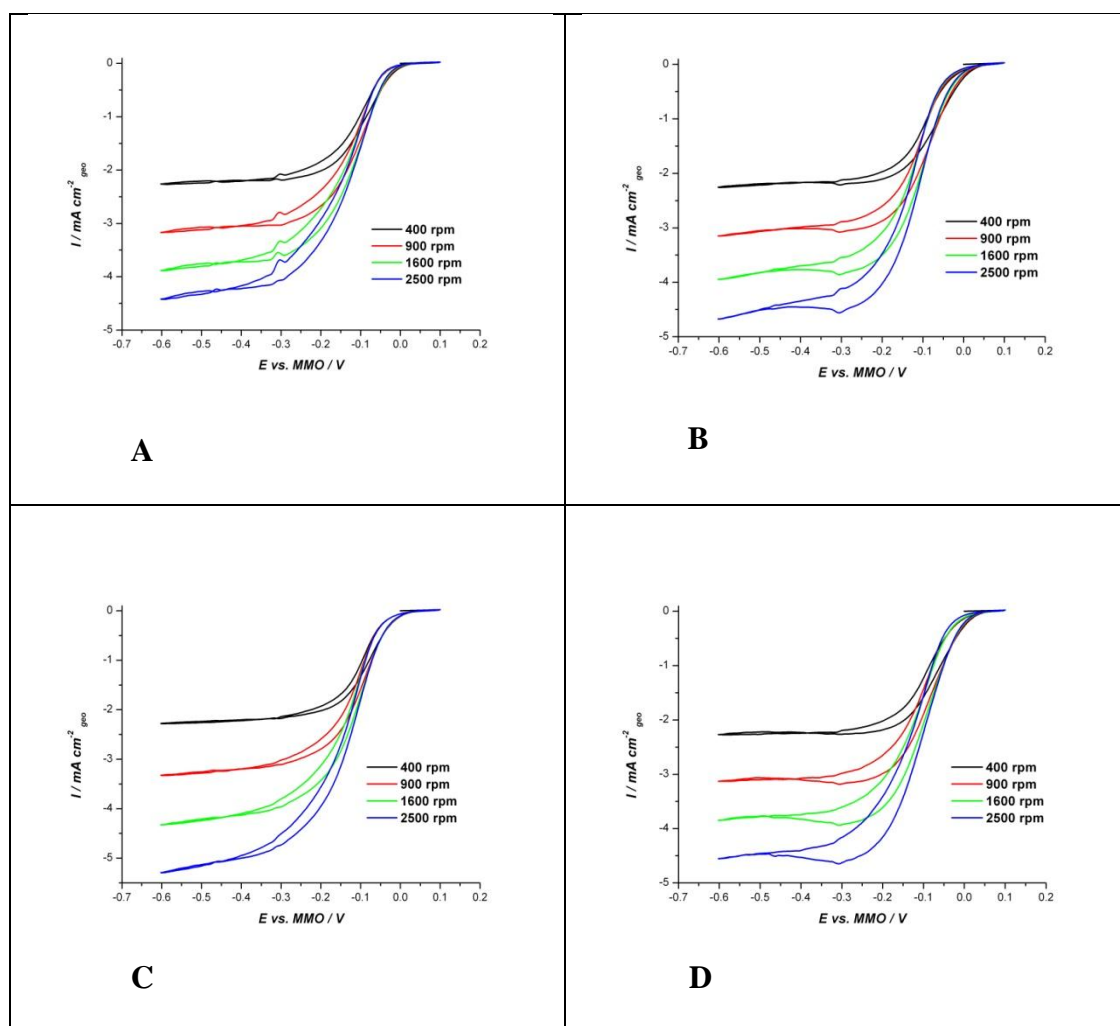 0
-1
-2
-3
-4
-5
I / mA cm⁻² geo
400 rpm
900 rpm
1600 rpm
2500 rpm
-0.7 -0.6 -0.5 -0.4 -0.3 -0.2 -0.1 0.0 0.1 0.2
E vs. MMO / V
A
0
-1
-2
-3
-4
-5
I / mA cm⁻² geo
400 rpm
900 rpm
1600 rpm
2500 rpm
-0.7 -0.6 -0.5 -0.4 -0.3 -0.2 -0.1 0.0 0.1 0.2
E vs. MMO / V
B
0
-1
-2
-3
-4
-5
I / mA cm⁻² geo
400 rpm
900 rpm
1600 rpm
2500 rpm
-0.7 -0.6 -0.5 -0.4 -0.3 -0.2 -0.1 0.0 0.1 0.2
E vs. MMO / V
C
0
-1
-2
-3
-4
-5
I / mA cm⁻² geo
400 rpm
900 rpm
1600 rpm
2500 rpm
-0.7 -0.6 -0.5 -0.4 -0.3 -0.2 -0.1 0.0 0.1 0.2
E vs. MMO / V
D